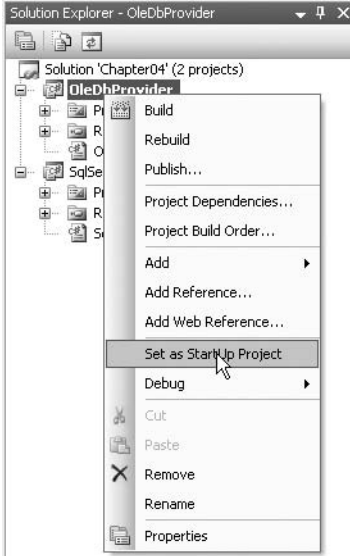 Solution Explorer - OleDbProvider
Solution 'Chapter04' (2 projects)
OleDbProvider
Build
Rebuild
Publish...
Project Dependencies...
Project Build Order...
Add
Add Reference...
Add Web Reference...
Set as StartUp Project
Debug
Cut
Paste
Remove
Rename
Properties